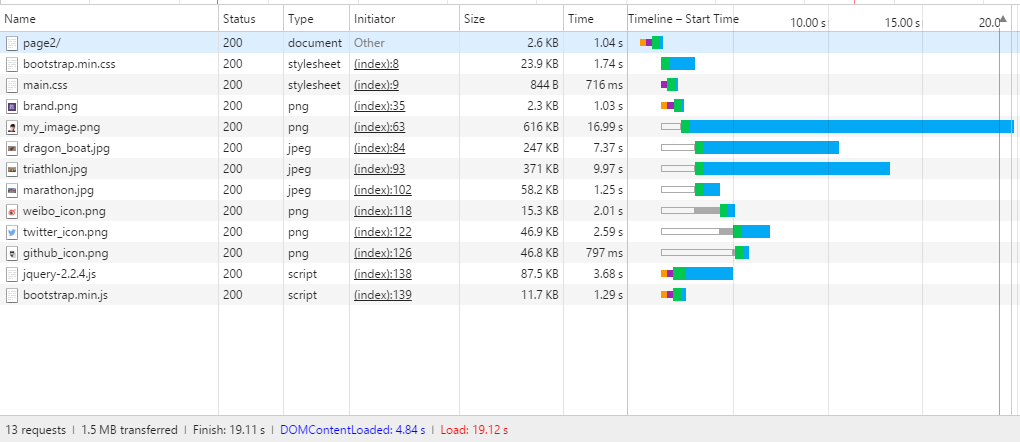 Name Status Type Initiator Size Time Timeline – Start Time 10.00 s 15.00 s 20.0
page2/ 200 document Other 2.6 KB 1.04 s
bootstrap.min.css 200 stylesheet (index):8 23.9 KB 1.74 s
main.css 200 stylesheet (index):9 844 B 716 ms
brand.png 200 png (index):35 2.3 KB 1.03 s
my_image.png 200 png (index):63 616 KB 16.99 s
dragon_boat.jpg 200 jpeg (index):84 247 KB 7.37 s
triathlon.jpg 200 jpeg (index):93 371 KB 9.97 s
marathon.jpg 200 jpeg (index):102 58.2 KB 1.25 s
weibo_icon.png 200 png (index):118 15.3 KB 2.01 s
twitter_icon.png 200 png (index):122 46.9 KB 2.59 s
github_icon.png 200 png (index):126 46.8 KB 797 ms
jquery-2.2.4.js 200 script (index):138 87.5 KB 3.68 s
bootstrap.min.js 200 script (index):139 11.7 KB 1.29 s
13 requests | 1.5 MB transferred | Finish: 19.11 s | DOMContentLoaded: 4.84 s | Load: 19.12 s